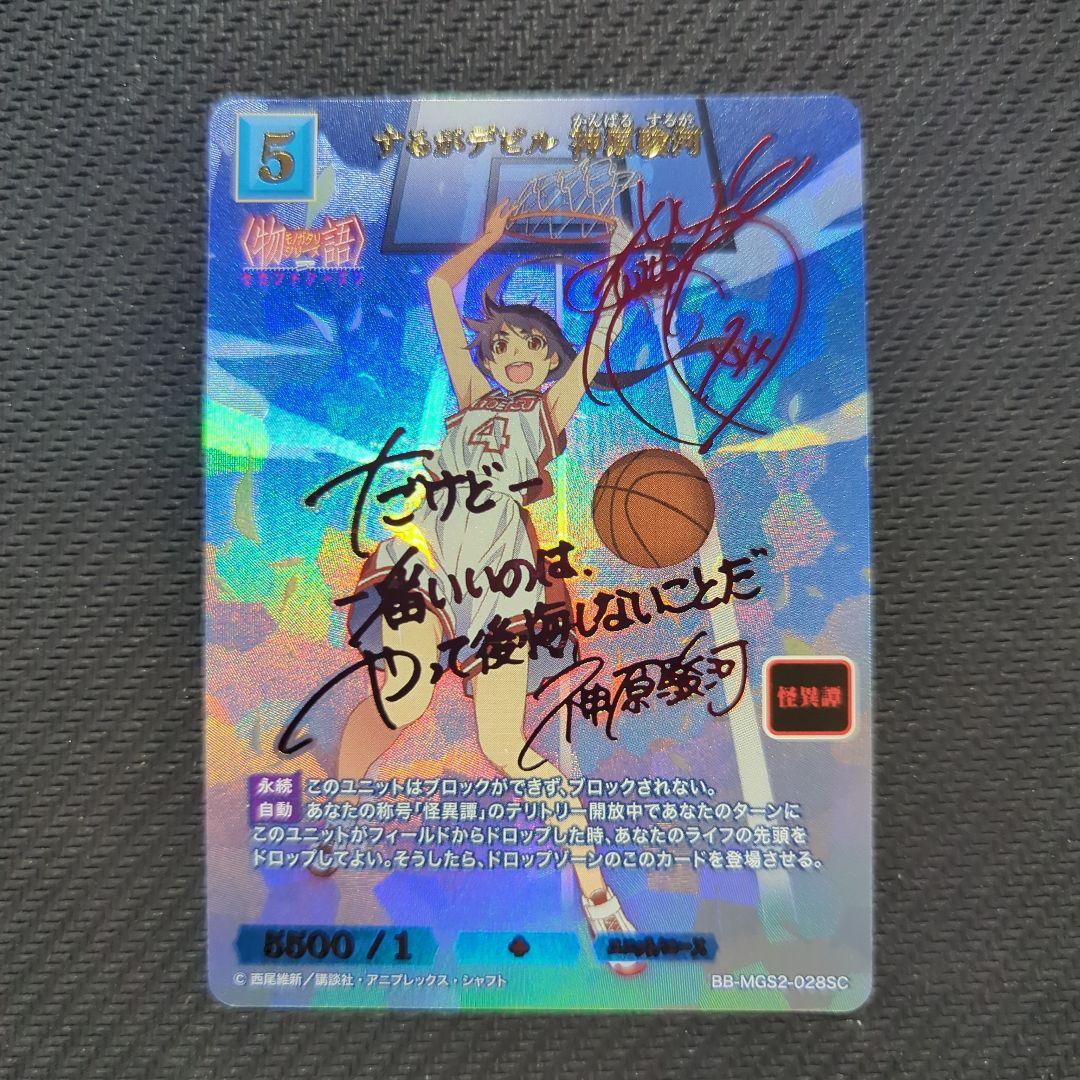 5
かんばる するが
するがデビル 神原駿河
物語
モノガタリ
シリーズ
セカンドシーズン
4
だけどー
一番いいのは、
やって後悔しないことだ
神原駿河
怪異譚
永続 このユニットはブロックができず、ブロックされない。
自動 あなたの称号「怪異譚」のテリトリー開放中であなたのターンに
このユニットがフィールドからドロップした時、あなたのライフの先頭を
ドロップしてよい。そうしたら、ドロップゾーンのこのカードを登場させる。
5500 / 1
© 西尾維新／講談社・アニプレックス・シャフト
BB-MGS2-028SC